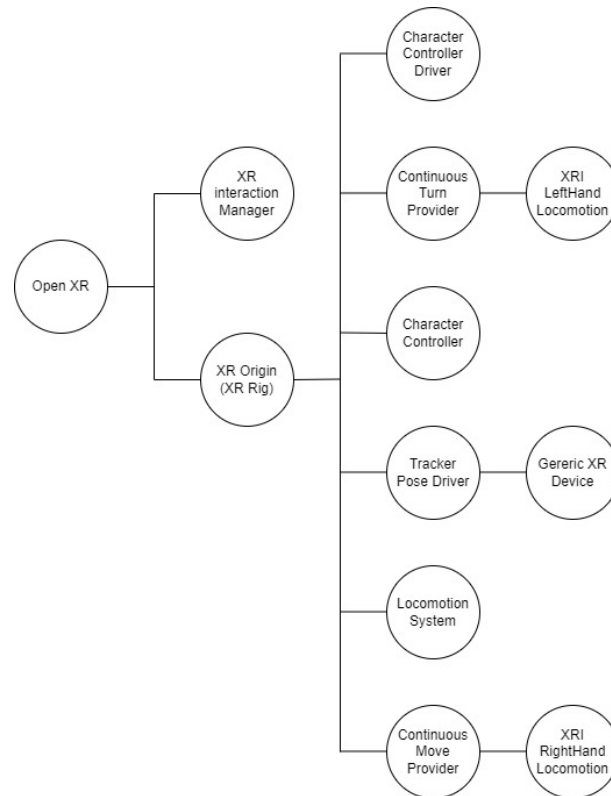 Character
Controller
Driver
XR
interaction
Manager
Continuous
Turn
Provider
XRI
LeftHand
Locomotion
Open XR
Character
Controller
XR Origin
(XR Rig)
Tracker
Pose Driver
Gereric XR
Device
Locomotion
System
Continuous
Move
Provider
XRI
RightHand
Locomotion